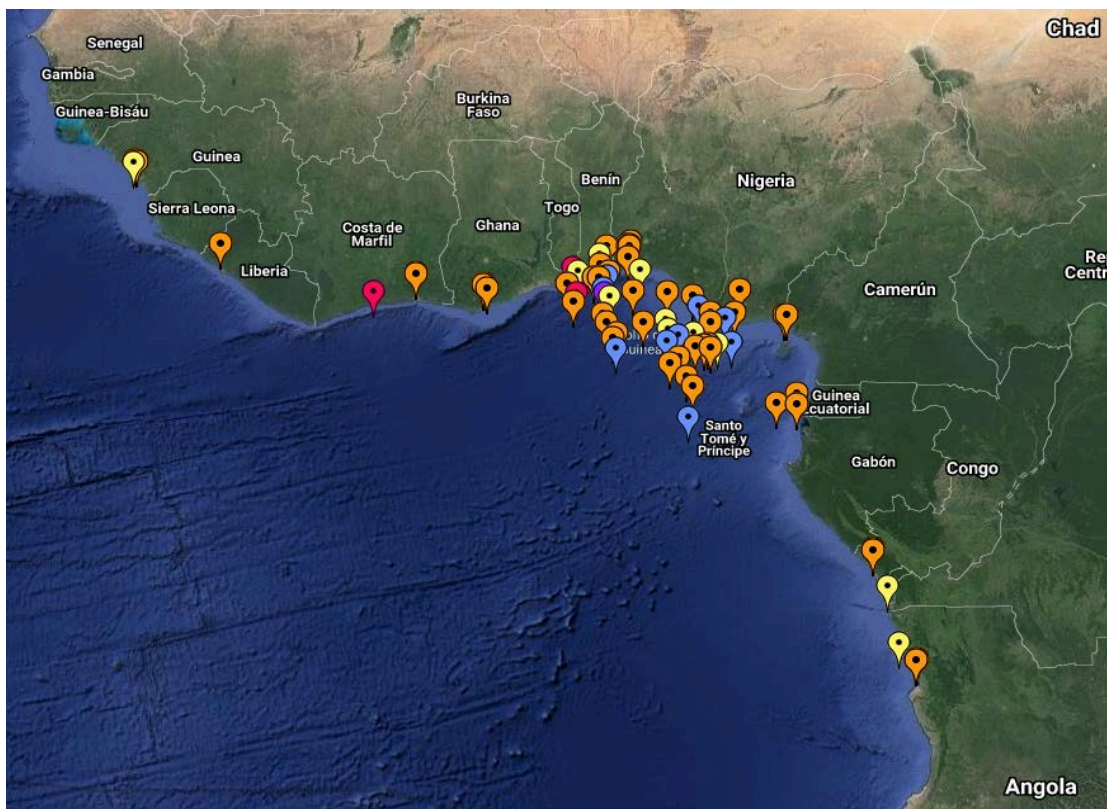 Chad
Senegal
Gambia
Burkina
Faso
Guinea-Bisáu
Guinea
Benín
Nigeria
Togo
Sierra Leona
Costa de
Marfil
Ghana
Liberia
Re
Centr
Camerún
Guinea
Guinea
Ecuatorial
Santo
Tomé y
Príncipe
Gabón
Congo
Angola